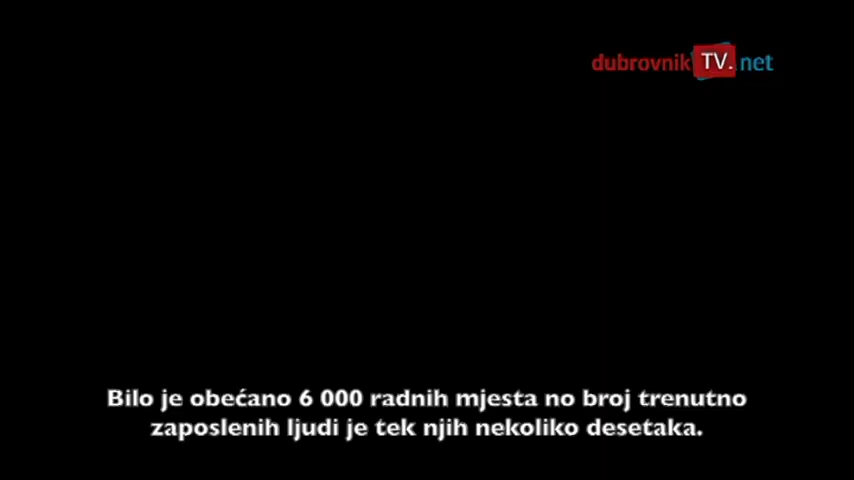 dubrovnikTV.net
Bilo je obećano 6 000 radnih mjesta no broj trenutno
zaposlenih ljudi je tek njih nekoliko desetaka.